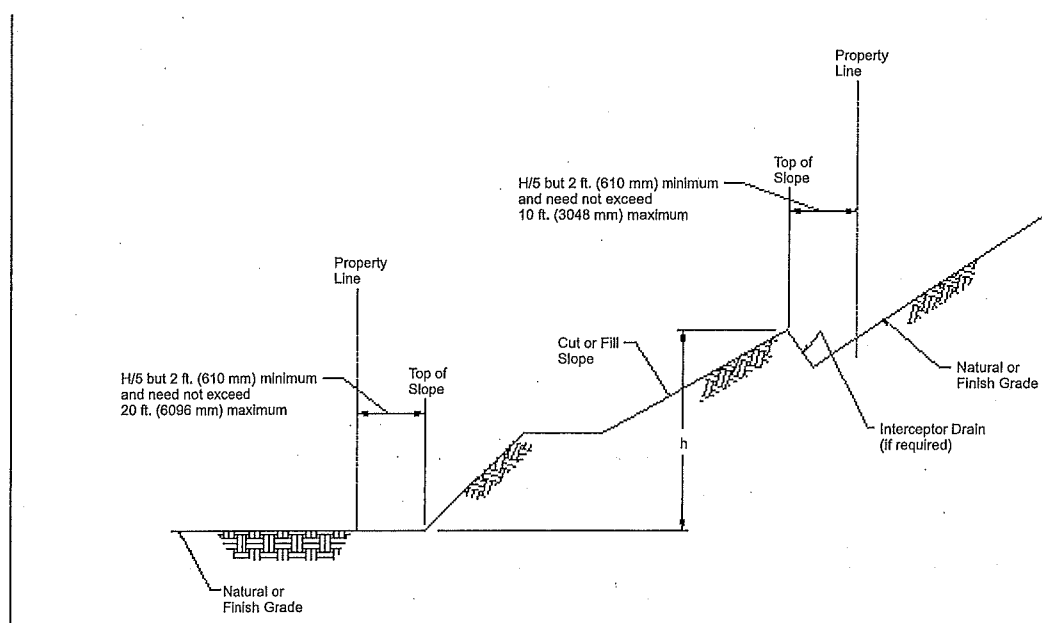 Property
Line
Top of
Slope
H/5 but 2 ft. (610 mm) minimum
and need not exceed
10 ft. (3048 mm) maximum
Property
Line
Cut or Fill
Slope
Natural or
Finish Grade
H/5 but 2 ft. (610 mm) minimum
and need not exceed
20 ft. (6096 mm) maximum
Top of
Slope
Interceptor Drain
(if required)
h
Natural or
Finish Grade